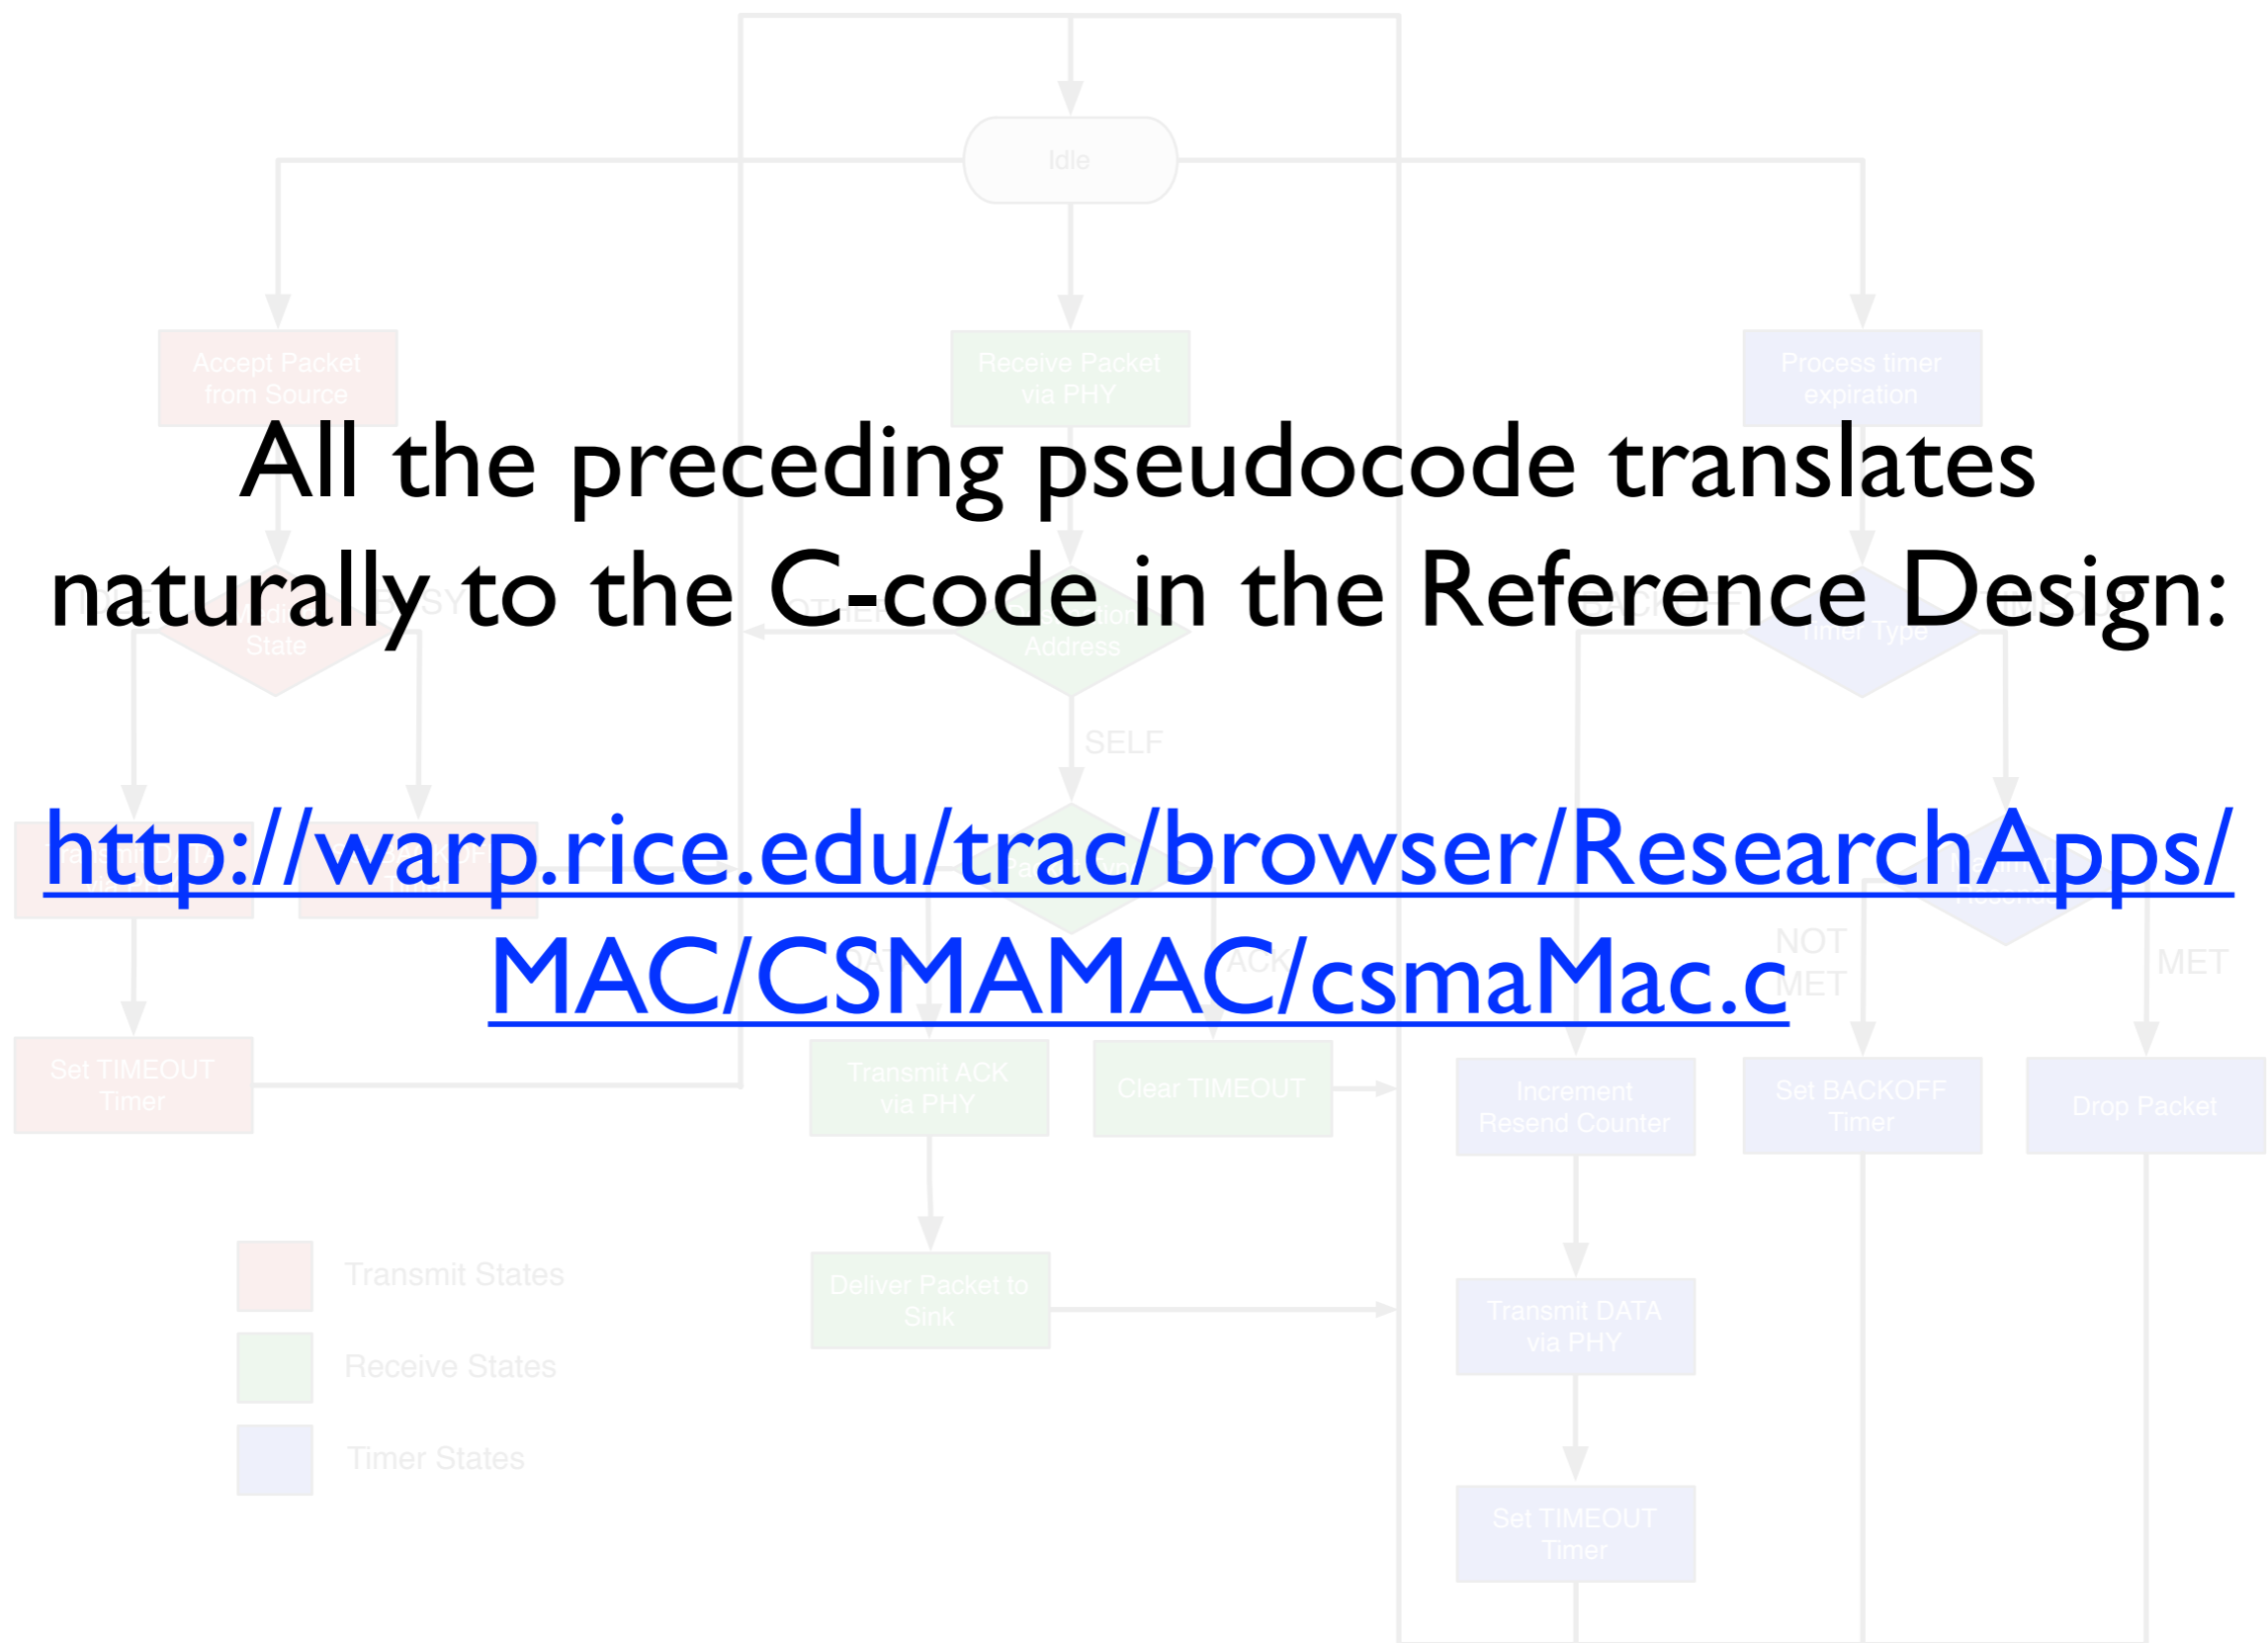 Idle
Accept Packet
from Source
Receive Packet
via PHY
Process timer
expiration
All the preceding pseudocode translates
naturally to the C-code in the Reference Design:
State
Address
Timer Type
SELF
http://warp.rice.edu/trac/browser/ResearchApps/
MAC/CSMAMAC/csmaMac.c
ACK
NOT
MET
MET
Set TIMEOUT
Timer
Transmit ACK
via PHY
Clear TIMEOUT
Increment
Resend Counter
Set BACKOFF
Timer
Drop Packet
Deliver Packet to
Sink
Transmit DATA
via PHY
Set TIMEOUT
Timer
Transmit States
Receive States
Timer States